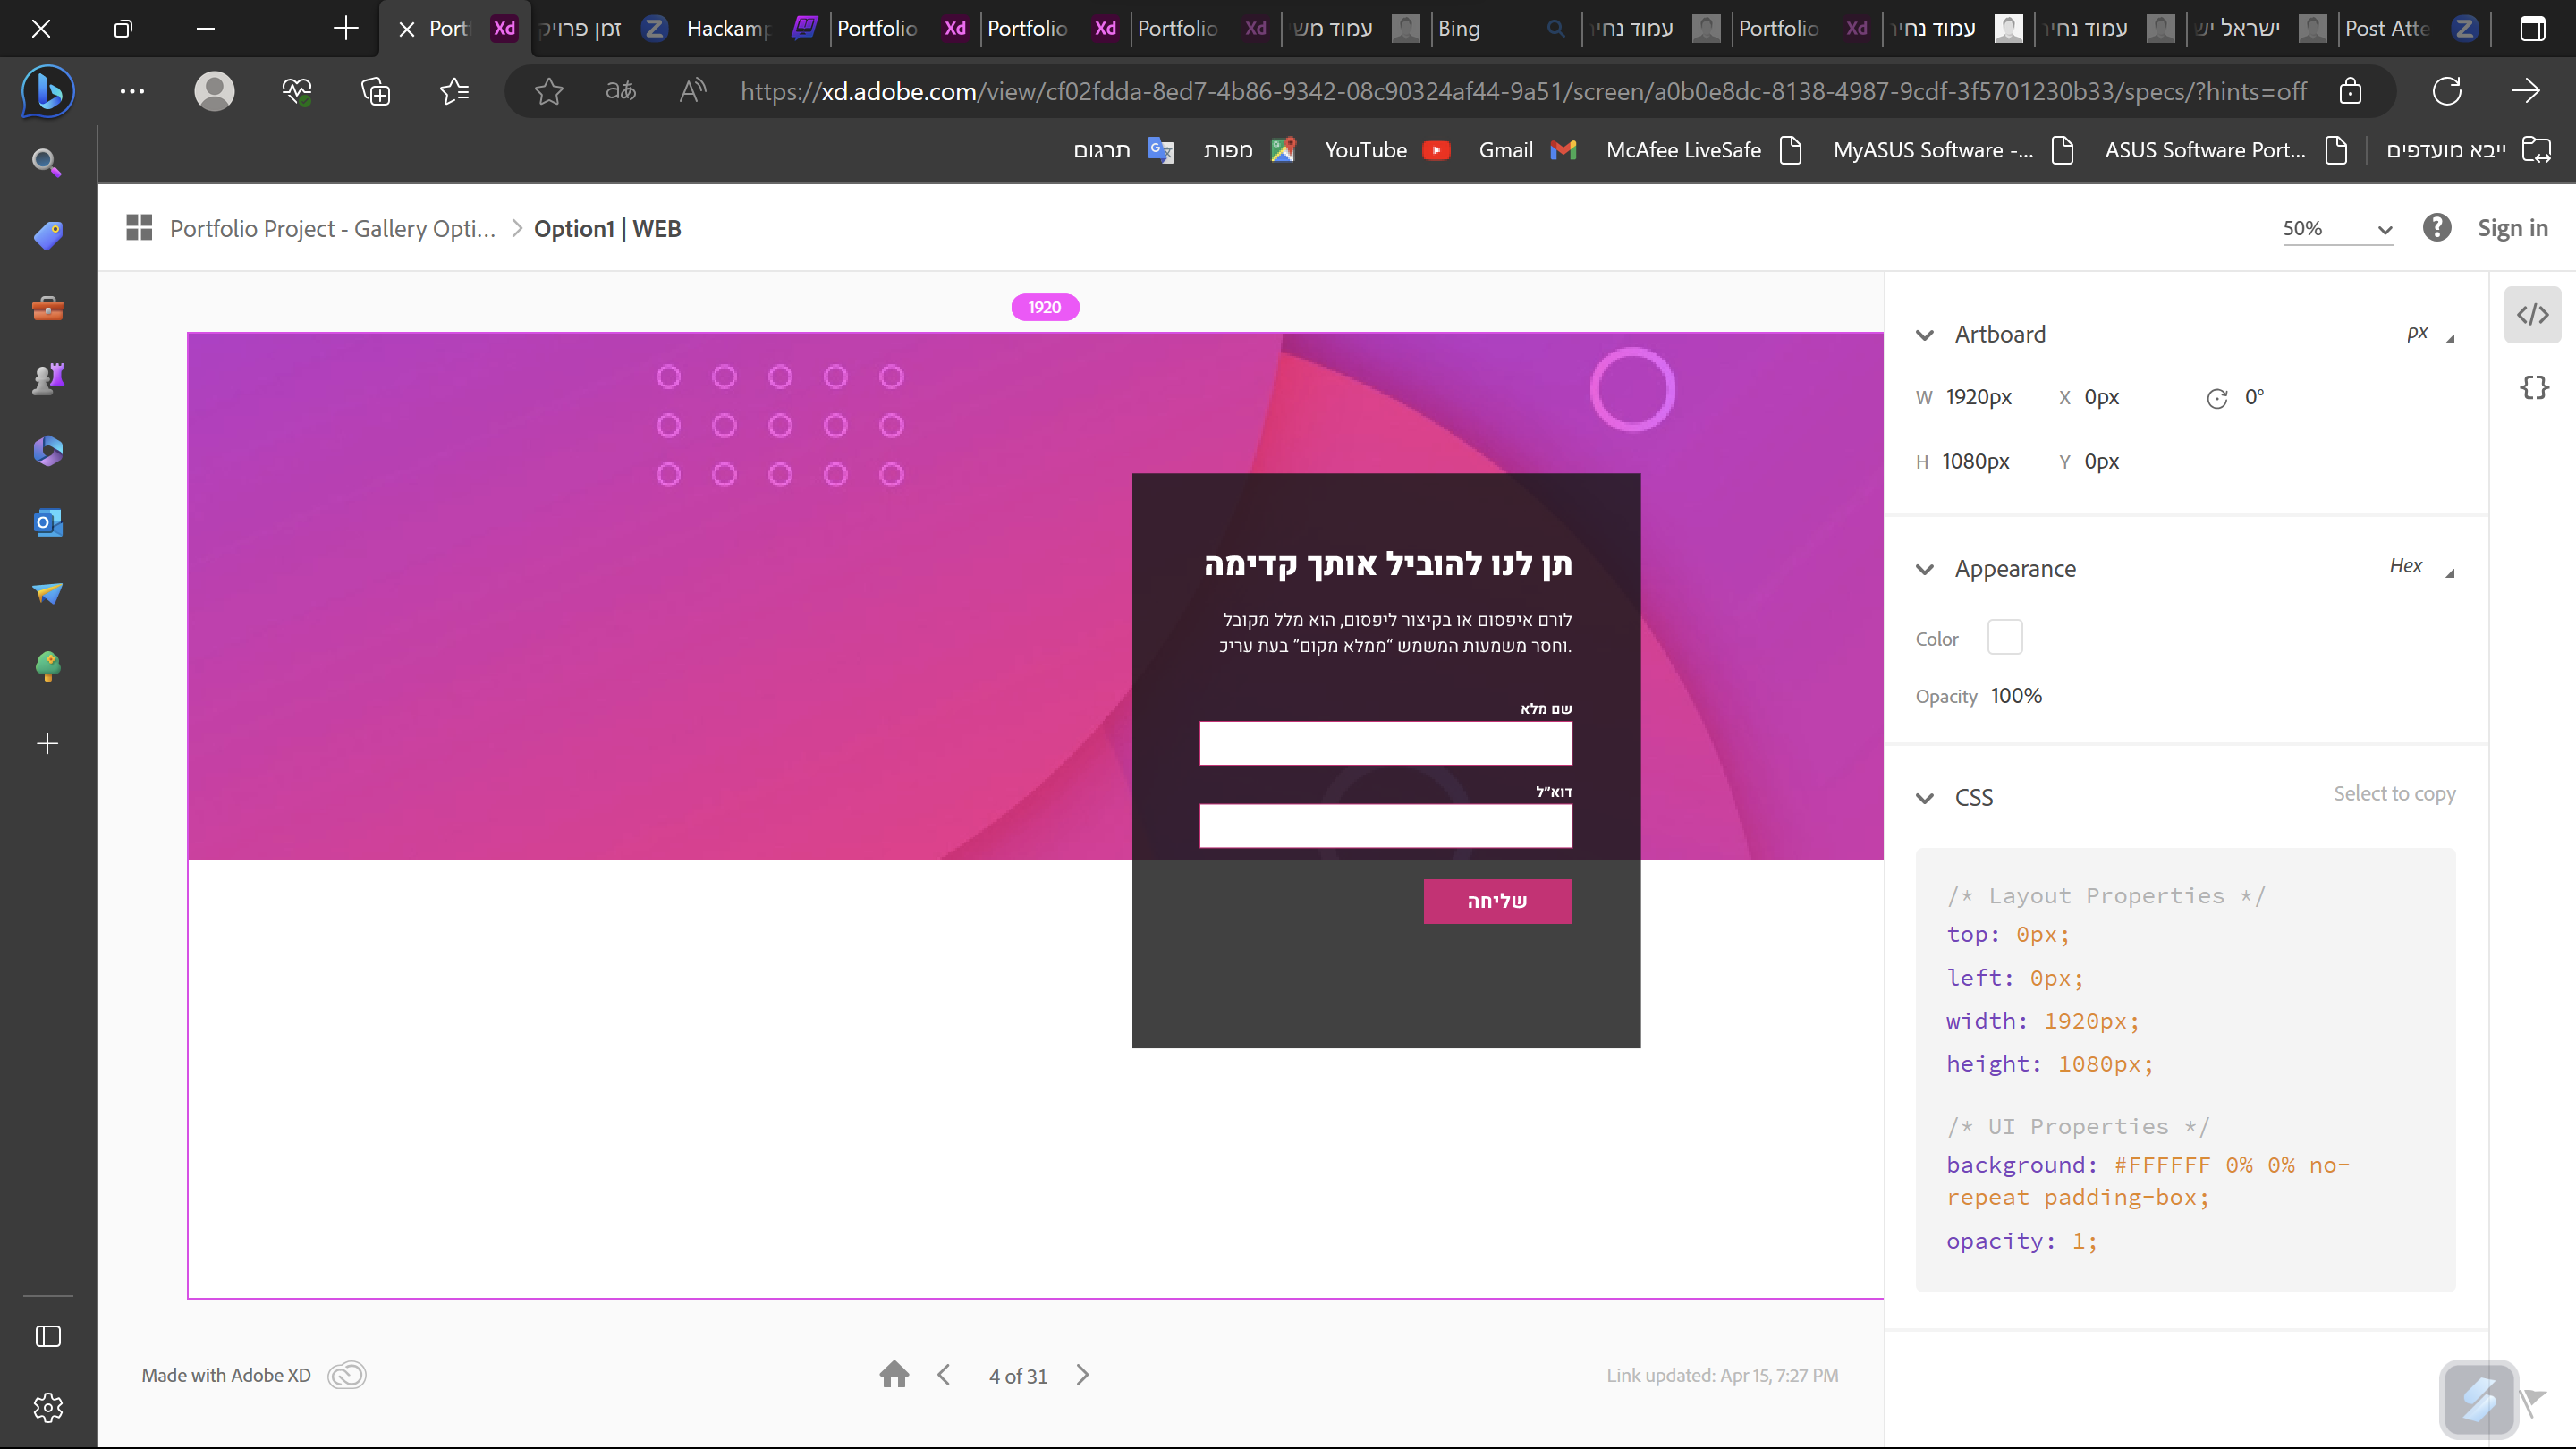 Port
זמן פרויק
Hackamp
Portfolio
Portfolio
Portfolio
עמוד מש
Bing
עמוד נחי
Portfolio
עמוד נחי
עמוד נחי
ישראל יש
Post Atte
https://xd.adobe.com/view/cf02fdda-8ed7-4b86-9342-08c90324af44-9a51/screen/a0b0e8dc-8138-4987-9cdf-3f5701230b33/specs/?hints=off
תרגום
מפות
YouTube
Gmail
McAfee LiveSafe
MyASUS Software -...
ASUS Software Port...
ייבא מועדפים
Portfolio Project - Gallery Opti... > Option1 | WEB
50%
Sign in
1920
תן לנו להוביל אותך קדימה
לורם איפסום או בקיצור ליפסום, הוא מלל מקובל
וחסר משמעות המשמש “ממלא מקום” בעת עריכ.
שם מלא
דוא״ל
שליחה
Artboard
px
W 1920px
X 0px
0°
H 1080px
Y 0px
Appearance
Hex
Color
Opacity 100%
CSS
Select to copy
/* Layout Properties */
top: 0px;
left: 0px;
width: 1920px;
height: 1080px;
/* UI Properties */
background: #FFFFFF 0% 0% no-
repeat padding-box;
opacity: 1;
Made with Adobe XD
4 of 31
Link updated: Apr 15, 7:27 PM